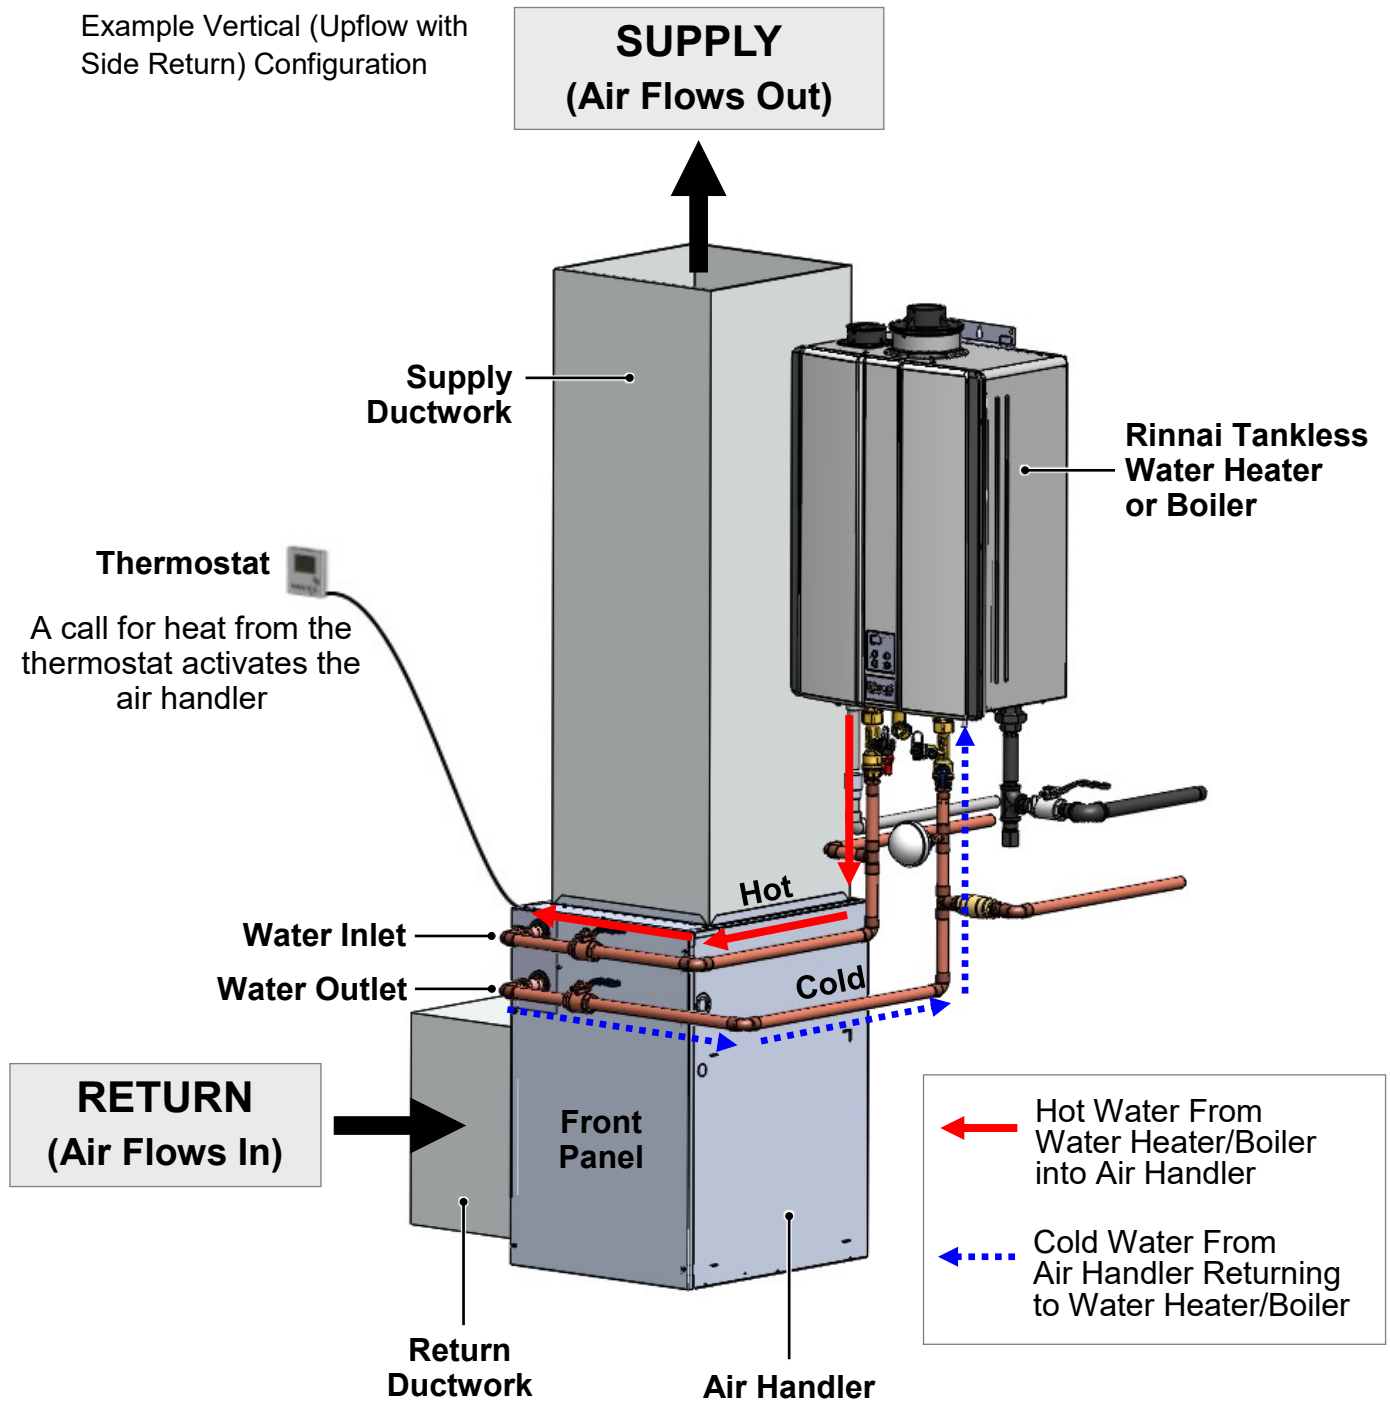 Example Vertical (Upflow with
Side Return) Configuration
SUPPLY
(Air Flows Out)
Supply
Ductwork
Rinnai Tankless
Water Heater
or Boiler
Thermostat
A call for heat from the
thermostat activates the
air handler
Hot
Water Inlet
Water Outlet
Cold
RETURN
(Air Flows In)
Front
Panel
Hot Water From
Water Heater/Boiler
into Air Handler
Cold Water From
Air Handler Returning
to Water Heater/Boiler
Return
Ductwork
Air Handler